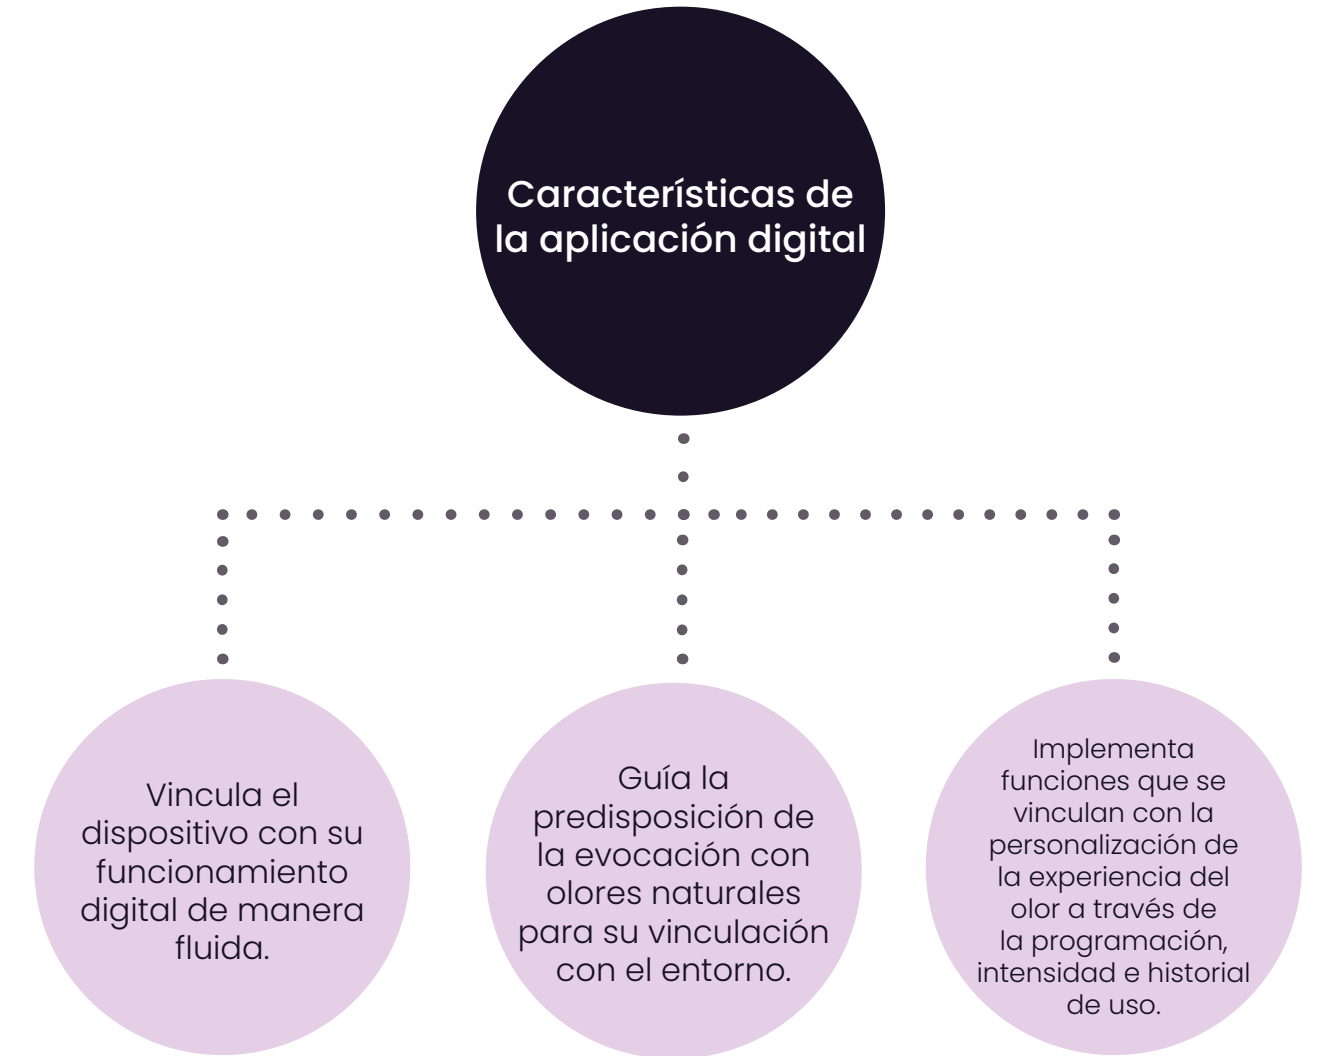 Características de
la aplicación digital
Vincula el
dispositivo con su
funcionamiento
digital de manera
fluida.
Guía la
predisposición de
la evocación con
olores naturales
para su vinculación
con el entorno.
Implementa
funciones que se
vinculan con la
personalización de
la experiencia del
olor a través de
la programación,
intensidad e historial
de uso.